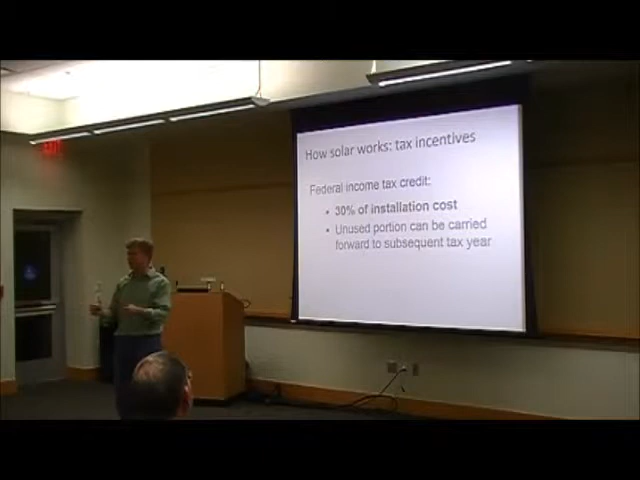 How solar works: tax incentives
Federal income tax credit:
• 30% of installation cost
• Unused portion can be carried
forward to subsequent tax year
EXIT